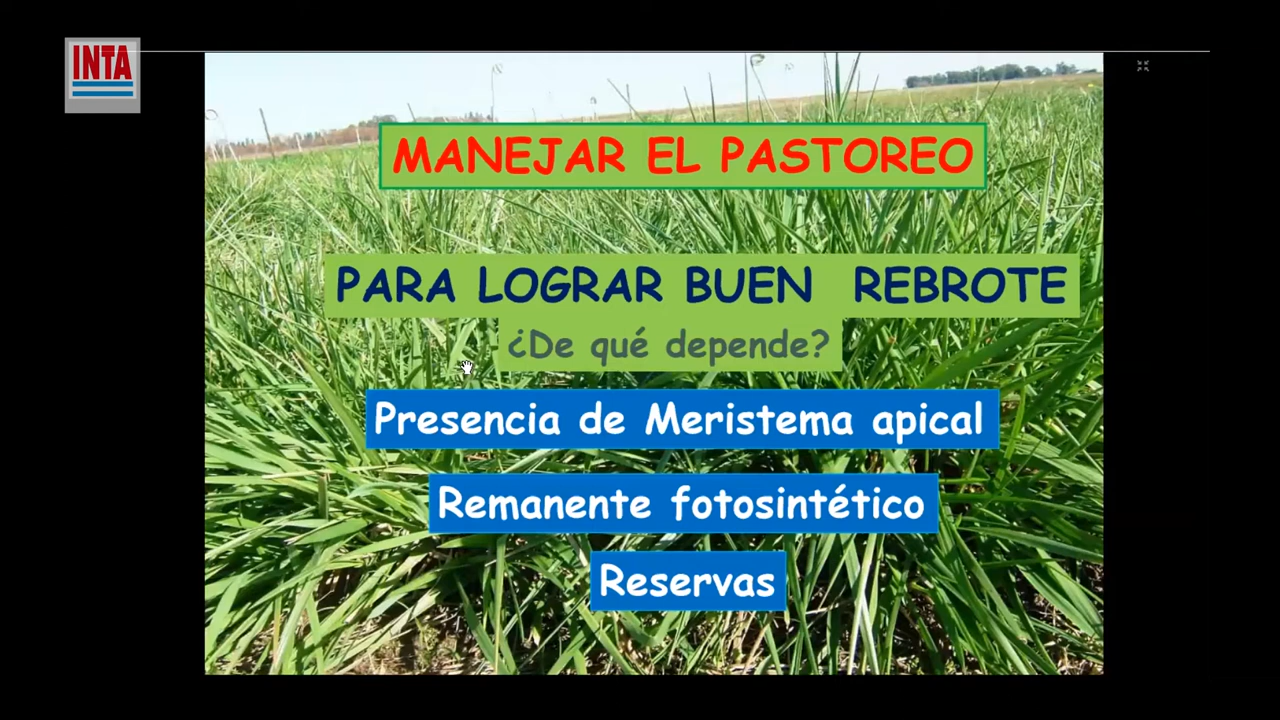 INTA
MANEJAR EL PASTOREO
PARA LOGRAR BUEN REBROTE
¿De qué depende?
Presencia de Meristema apical
Remanente fotosintético
Reservas